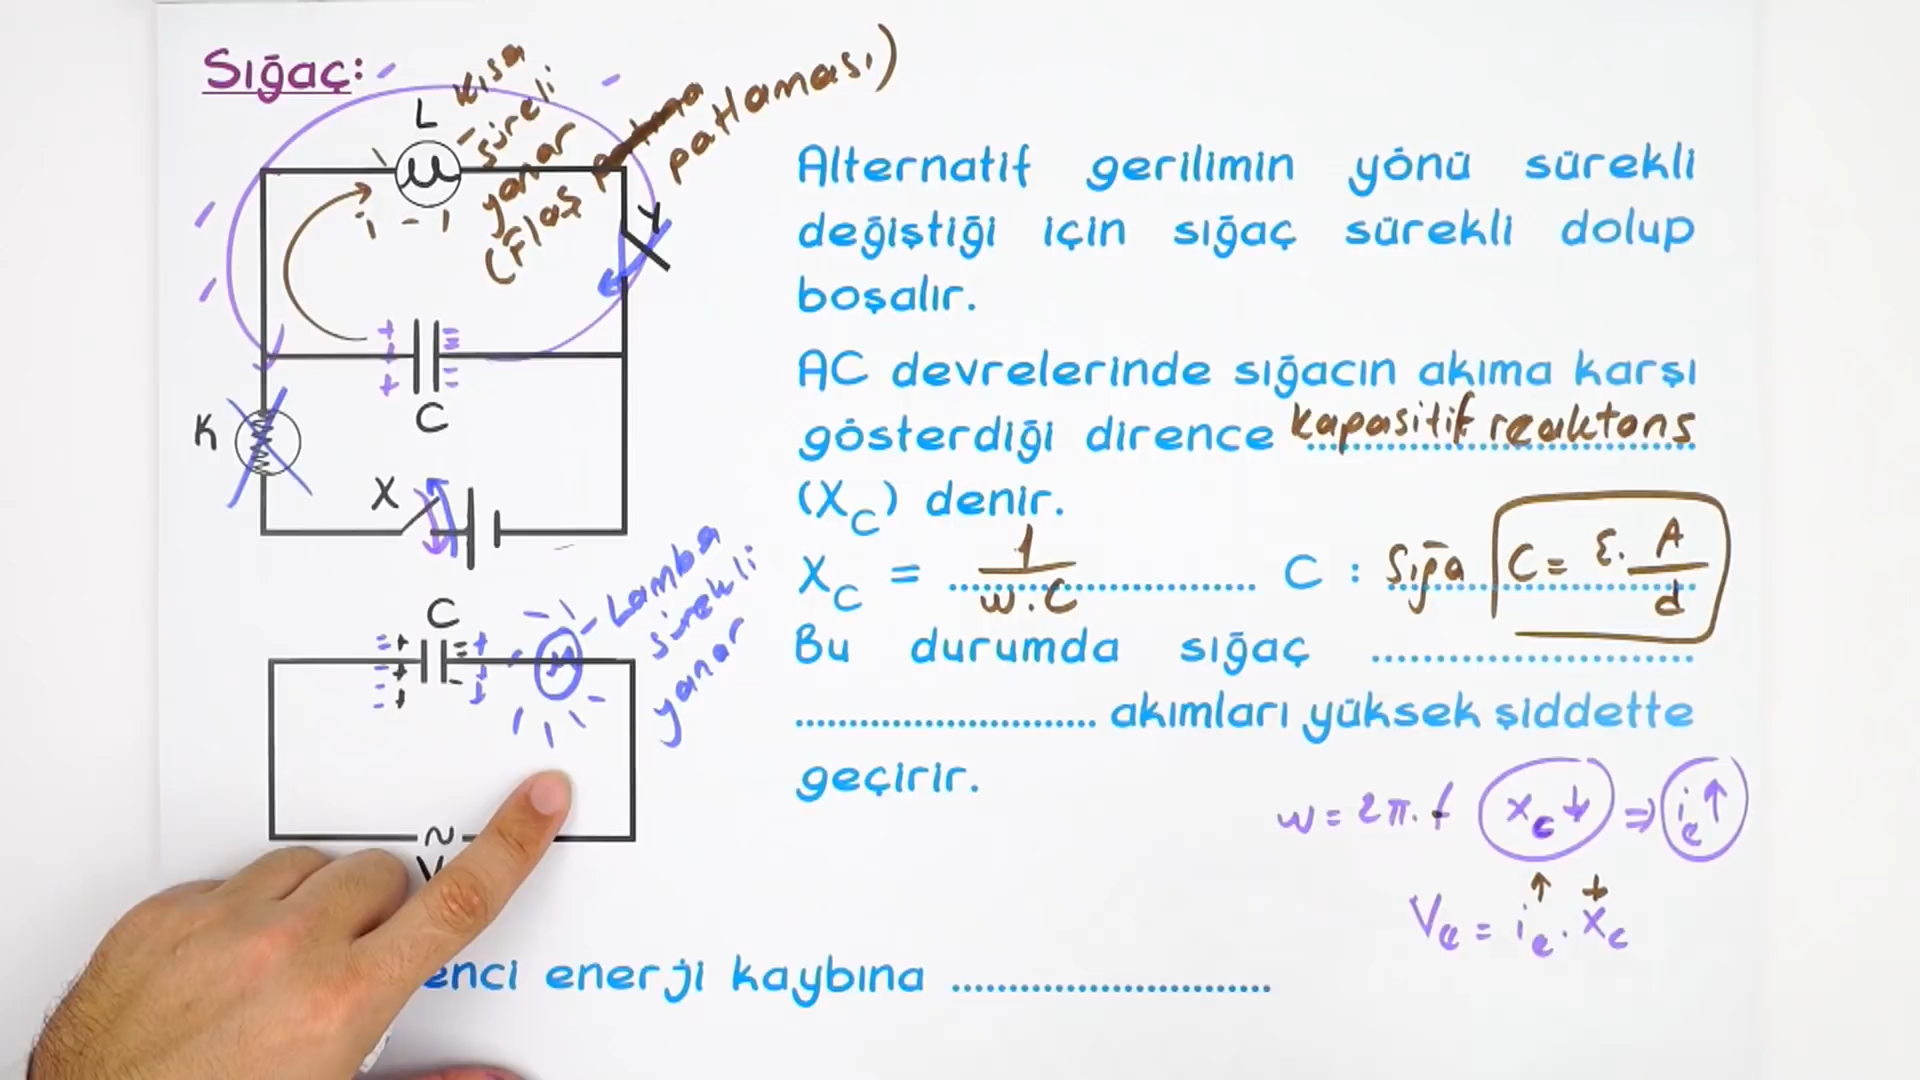 Sığaç:
L
Kısa
süreli
yanar
(Flaş patlaması)
i
Y
C
K
X
C
Lamba
sürekli
yanar
~
V
Alternatif gerilimin yönü sürekli
değiştiği için sığaç sürekli dolup
boşalır.
AC devrelerinde sığacın akıma karşı
gösterdiği dirence kapasitif reaktans
(XC) denir.
XC = 1/w.C C : Sığa C = ε. A/d
Bu durumda sığaç ..............................
.............................. akımları yüksek şiddette
geçirir.
w = 2π.f Xc↓ ⇒ ie↑
↑ ↓
Ve = ie . Xc
enerji kaybına ..............................